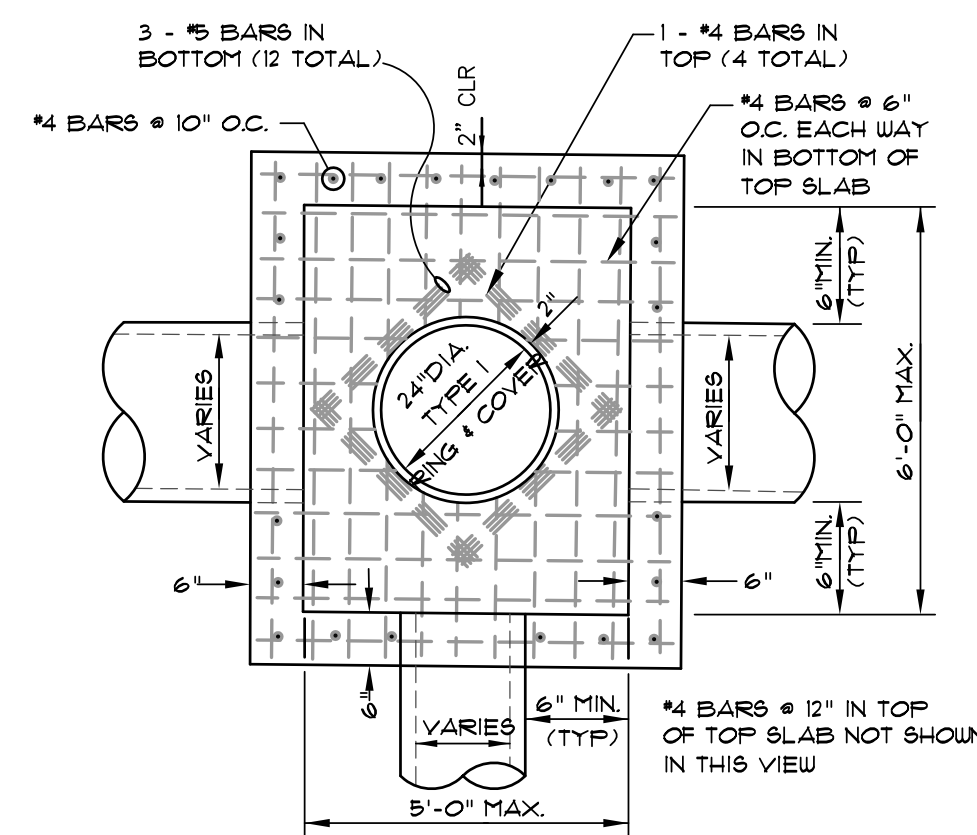 3 - #5 BARS IN
BOTTOM (12 TOTAL)
1 - #4 BARS IN
TOP (4 TOTAL)
#4 BARS @ 10" O.C.
2" CLR
#4 BARS @ 6"
O.C. EACH WAY
IN BOTTOM OF
TOP SLAB
6"MIN.
(TYP)
2"
24"DIA.
TYPE 1
RING & COVER
VARIES
VARIES
6'-0" MAX.
6"MIN.
(TYP)
6"
6"
6"
6" MIN.
(TYP)
VARIES
#4 BARS @ 12" IN TOP
OF TOP SLAB NOT SHOWN
IN THIS VIEW
5'-0" MAX.